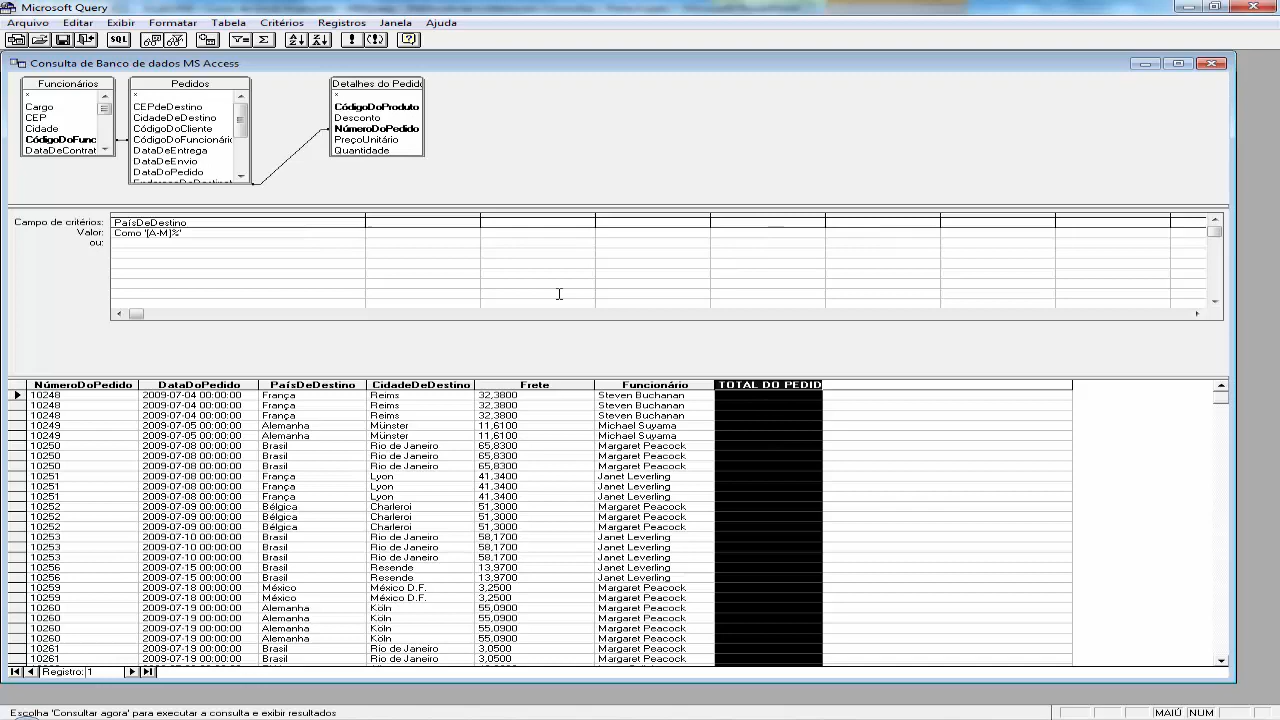 Microsoft Query
Arquivo Editar Exibir Formatar Tabela Critérios Registros Janela Ajuda
SQL
Consulta de Banco de dados MS Access
Funcionários
*
Cargo
CEP
Cidade
CódigoDoFunc
DataDeContrat
Pedidos
*
CEPdeDestino
CidadeDeDestino
CódigoDoCliente
CódigoDoFuncionário
DataDeEntrega
DataDeEnvio
DataDoPedido
Detalhes do Pedido
*
CódigoDoProduto
Desconto
NúmeroDoPedido
PreçoUnitário
Quantidade
Campo de critérios: PaísDeDestino
Valor: Como '[A-M]%'
ou:
NúmeroDoPedido DataDoPedido PaísDeDestino CidadeDeDestino Frete Funcionário TOTAL DO PEDID
10248 2009-07-04 00:00:00 França Reims 32,3800 Steven Buchanan
10248 2009-07-04 00:00:00 França Reims 32,3800 Steven Buchanan
10248 2009-07-04 00:00:00 França Reims 32,3800 Steven Buchanan
10249 2009-07-05 00:00:00 Alemanha Münster 11,6100 Michael Suyama
10249 2009-07-05 00:00:00 Alemanha Münster 11,6100 Michael Suyama
10250 2009-07-08 00:00:00 Brasil Rio de Janeiro 65,8300 Margaret Peacock
10250 2009-07-08 00:00:00 Brasil Rio de Janeiro 65,8300 Margaret Peacock
10250 2009-07-08 00:00:00 Brasil Rio de Janeiro 65,8300 Margaret Peacock
10251 2009-07-08 00:00:00 França Lyon 41,3400 Janet Leverling
10251 2009-07-08 00:00:00 França Lyon 41,3400 Janet Leverling
10251 2009-07-08 00:00:00 França Lyon 41,3400 Janet Leverling
10252 2009-07-09 00:00:00 Bélgica Charleroi 51,3000 Margaret Peacock
10252 2009-07-09 00:00:00 Bélgica Charleroi 51,3000 Margaret Peacock
10252 2009-07-09 00:00:00 Bélgica Charleroi 51,3000 Margaret Peacock
10253 2009-07-10 00:00:00 Brasil Rio de Janeiro 58,1700 Janet Leverling
10253 2009-07-10 00:00:00 Brasil Rio de Janeiro 58,1700 Janet Leverling
10253 2009-07-10 00:00:00 Brasil Rio de Janeiro 58,1700 Janet Leverling
10256 2009-07-15 00:00:00 Brasil Resende 13,9700 Janet Leverling
10256 2009-07-15 00:00:00 Brasil Resende 13,9700 Janet Leverling
10259 2009-07-18 00:00:00 México México D.F. 3,2500 Margaret Peacock
10259 2009-07-18 00:00:00 México México D.F. 3,2500 Margaret Peacock
10260 2009-07-19 00:00:00 Alemanha Köln 55,0900 Margaret Peacock
10260 2009-07-19 00:00:00 Alemanha Köln 55,0900 Margaret Peacock
10260 2009-07-19 00:00:00 Alemanha Köln 55,0900 Margaret Peacock
10260 2009-07-19 00:00:00 Alemanha Köln 55,0900 Margaret Peacock
10261 2009-07-19 00:00:00 Brasil Rio de Janeiro 3,0500 Margaret Peacock
10261 2009-07-19 00:00:00 Brasil Rio de Janeiro 3,0500 Margaret Peacock
Registro: 1
Escolha 'Consultar agora' para executar a consulta e exibir resultados MAIÚ NUM